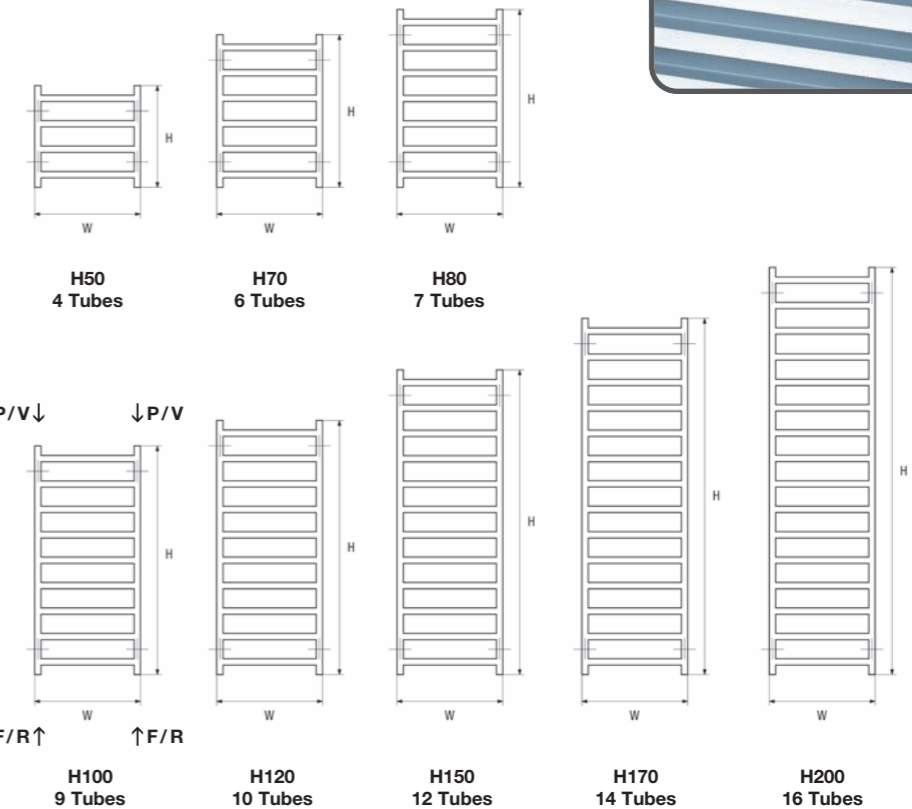 H
H
H
W
W
W
H50
4 Tubes
H70
6 Tubes
H80
7 Tubes
P/V↓
↓P/V
H
H
H
H
H
W
W
W
W
W
F/R↑
↑F/R
H100
9 Tubes
H120
10 Tubes
H150
12 Tubes
H170
14 Tubes
H200
16 Tubes